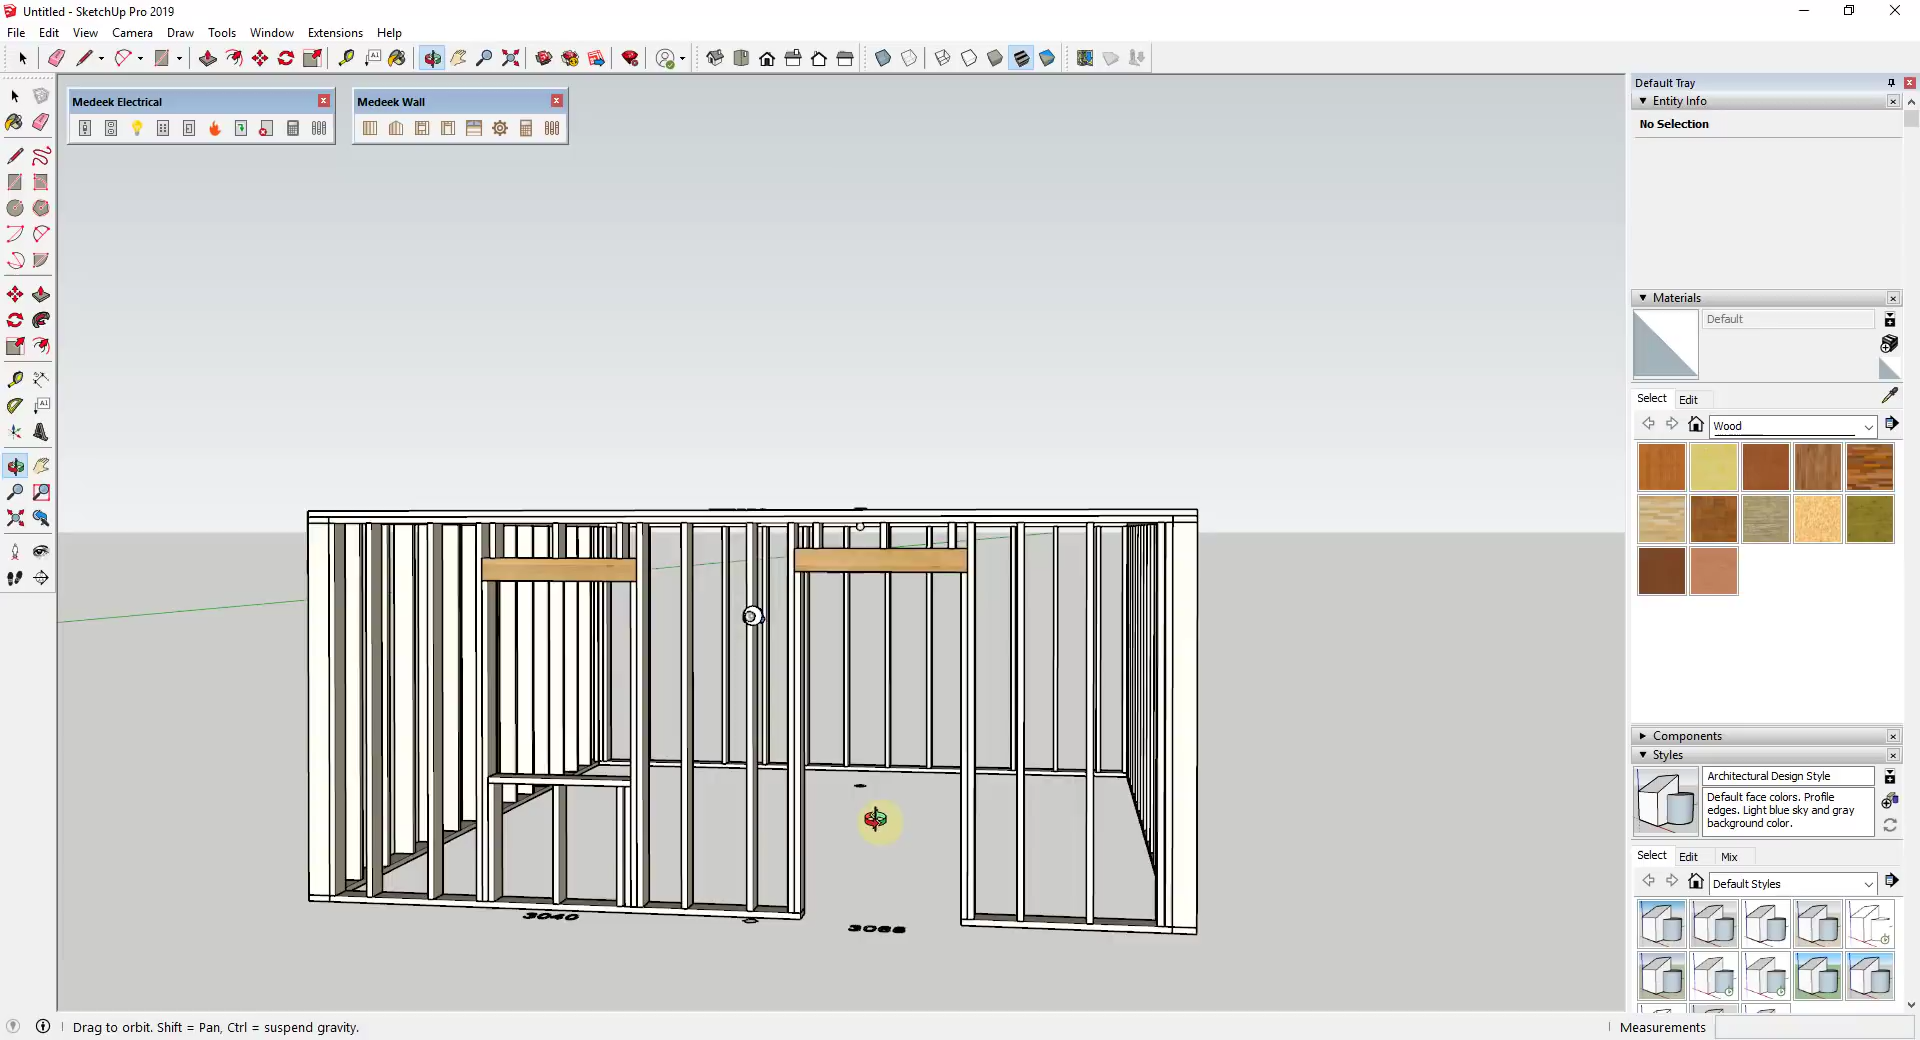 Untitled - SketchUp Pro 2019
File Edit View Camera Draw Tools Window Extensions Help
Medeek Electrical
Medeek Wall
3040
3068
Default Tray
Entity Info
No Selection
Materials
Default
Select Edit
Wood
Components
Styles
Architectural Design Style
Default face colors. Profile
edges. Light blue sky and gray
background color.
Select Edit Mix
Default Styles
Drag to orbit. Shift = Pan, Ctrl = suspend gravity.
Measurements